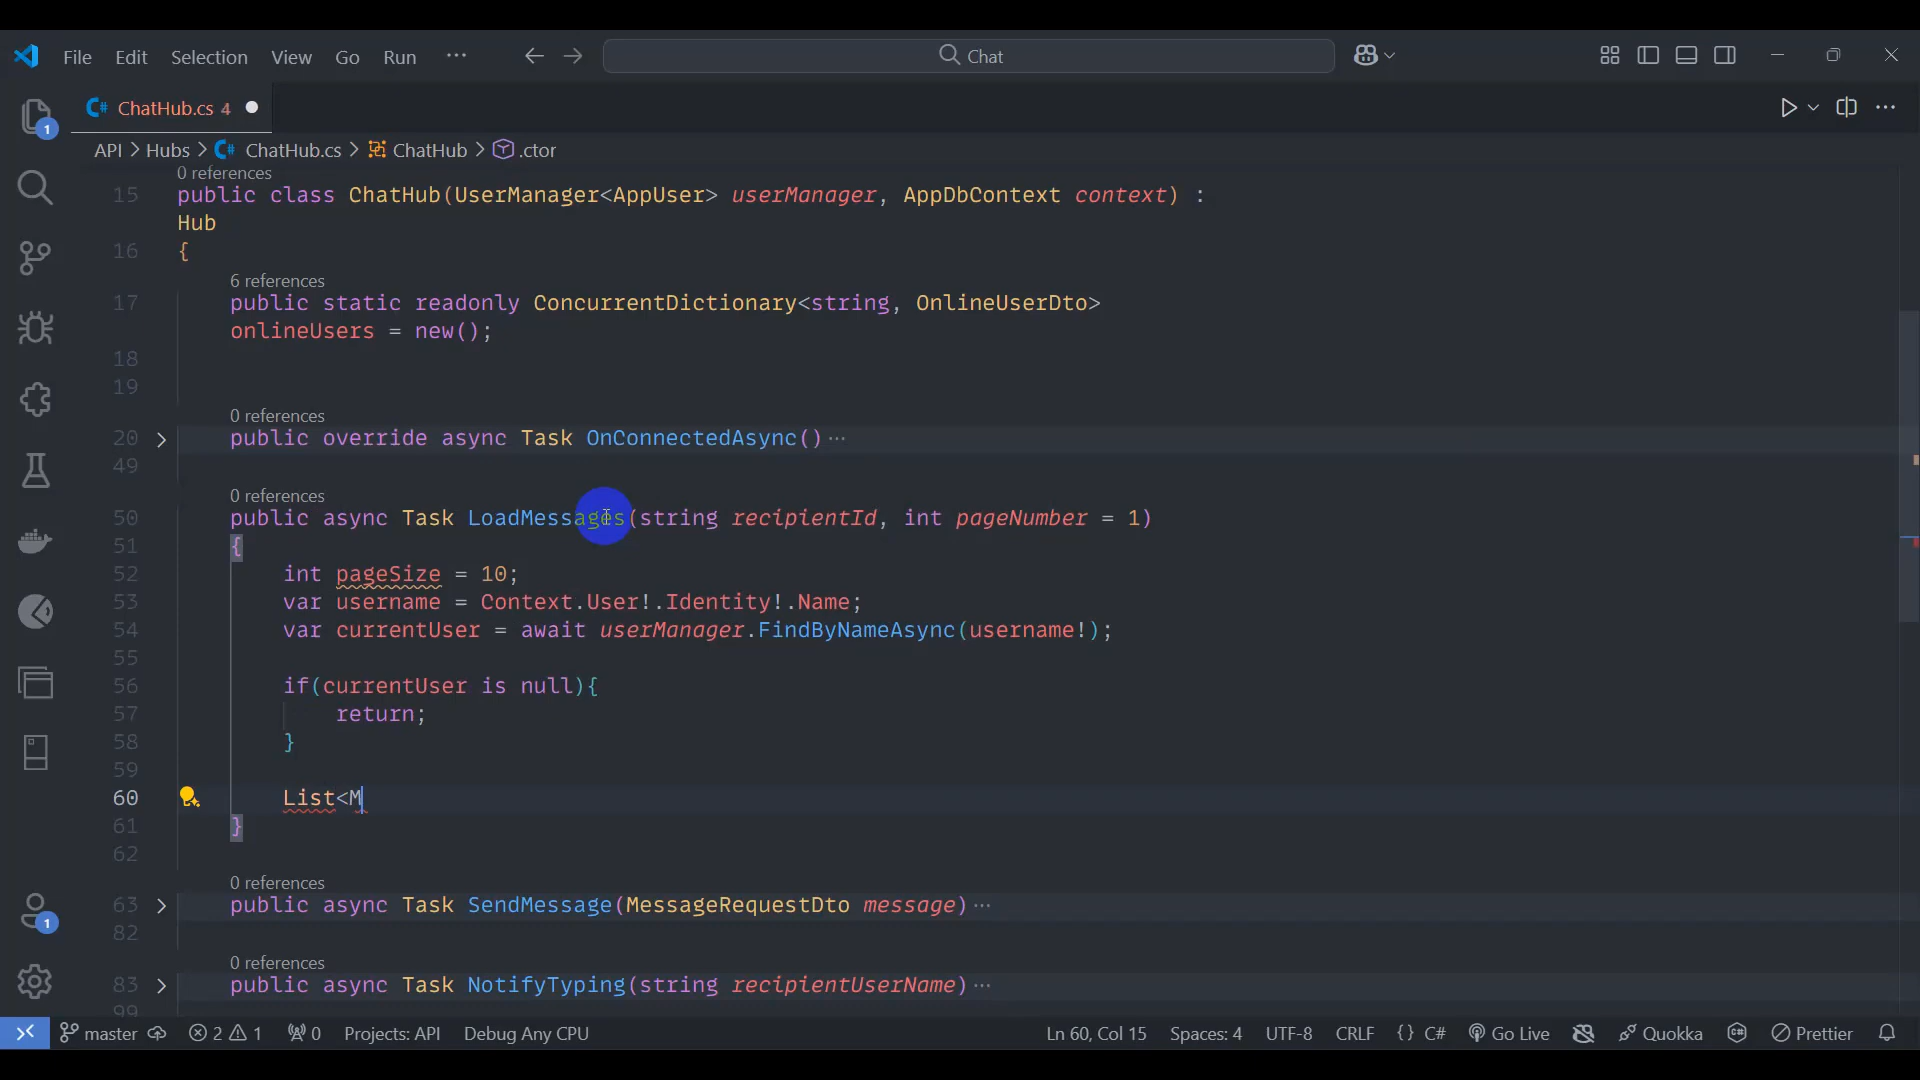 File Edit Selection View Go Run ··· Chat
ChatHub.cs 4
API > Hubs > ChatHub.cs > ChatHub > .ctor
0 references
15 public class ChatHub(UserManager<AppUser> userManager, AppDbContext context) :
Hub
16 {
6 references
17 public static readonly ConcurrentDictionary<string, OnlineUserDto>
onlineUsers = new();
18
19
0 references
20 public override async Task OnConnectedAsync()···
49
0 references
50 public async Task LoadMessages(string recipientId, int pageNumber = 1)
51 {
52 int pageSize = 10;
53 var username = Context.User!.Identity!.Name;
54 var currentUser = await userManager.FindByNameAsync(username!);
55
56 if(currentUser is null){
57 return;
58 }
59
60 List<M
61 }
62
0 references
63 public async Task SendMessage(MessageRequestDto message)···
82
0 references
83 public async Task NotifyTyping(string recipientUserName)···
99
1
1
master 2 1 0 Projects: API Debug Any CPU Ln 60, Col 15 Spaces: 4 UTF-8 CRLF {} C# Go Live Quokka Prettier